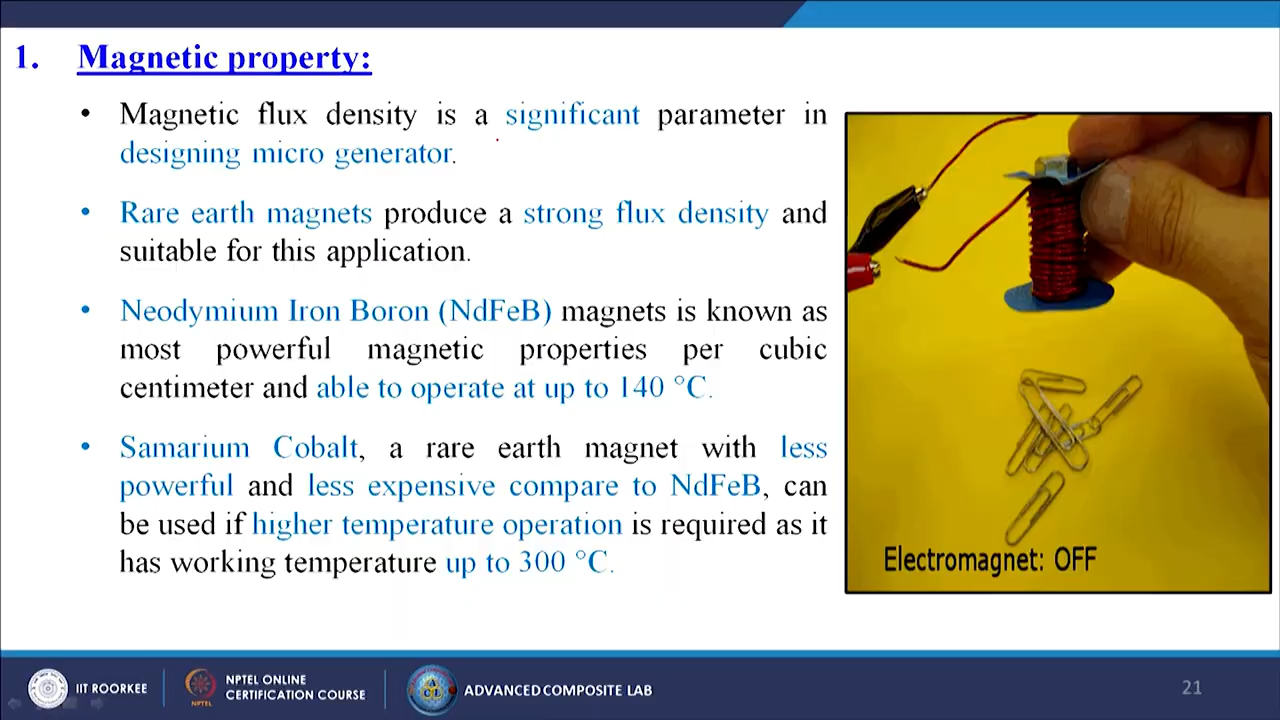 1. Magnetic property:
• Magnetic flux density is a significant parameter in
designing micro generator.
• Rare earth magnets produce a strong flux density and
suitable for this application.
• Neodymium Iron Boron (NdFeB) magnets is known as
most powerful magnetic properties per cubic
centimeter and able to operate at up to 140 °C.
• Samarium Cobalt, a rare earth magnet with less
powerful and less expensive compare to NdFeB, can
be used if higher temperature operation is required as it
has working temperature up to 300 °C.
Electromagnet: OFF
IIT ROORKEE
NPTEL
NPTEL ONLINE
CERTIFICATION COURSE
ACL
ADVANCED COMPOSITE LAB
21